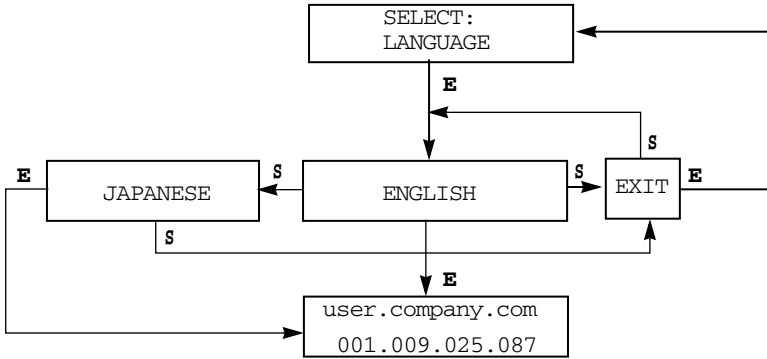 SELECT:
LANGUAGE
E
S
E
S
S
E
JAPANESE
ENGLISH
EXIT
S
E
user.company.com
001.009.025.087